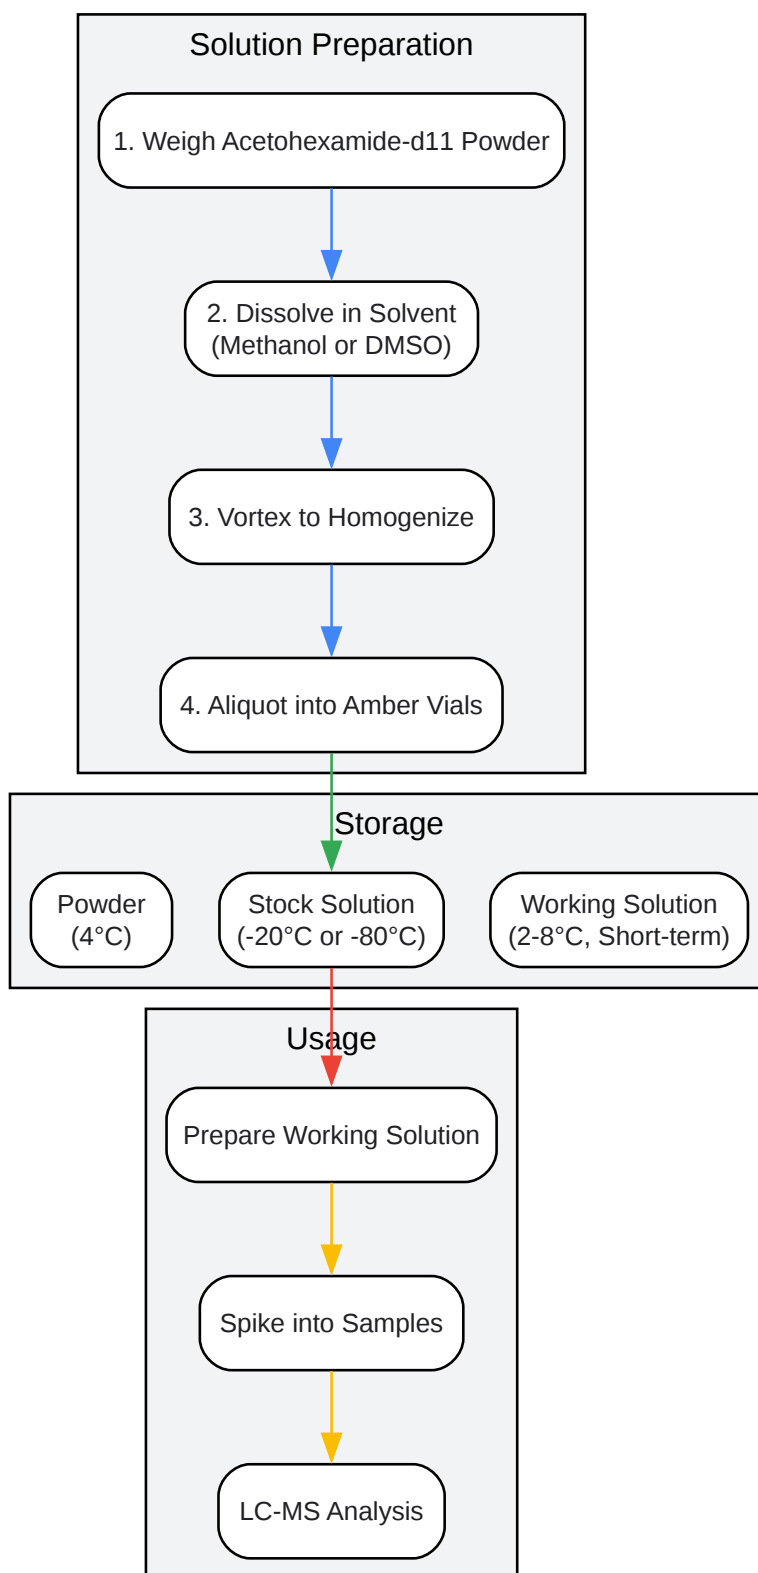 Solution Preparation
1. Weigh Acetohexamide-d11 Powder
2. Dissolve in Solvent
(Methanol or DMSO)
3. Vortex to Homogenize
4. Aliquot into Amber Vials
Storage
Powder
(4°C)
Stock Solution
(-20°C or -80°C)
Working Solution
(2-8°C, Short-term)
Usage
Prepare Working Solution
Spike into Samples
LC-MS Analysis